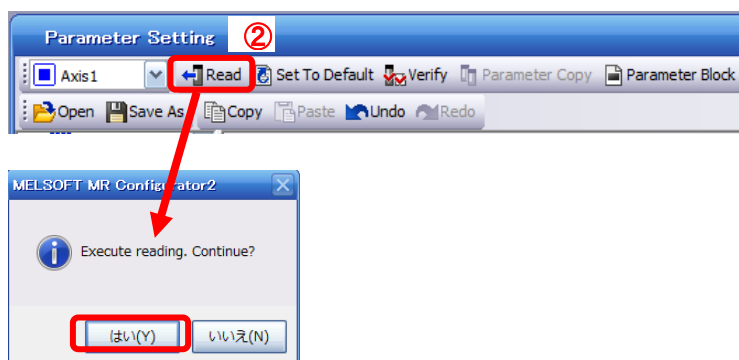 Parameter Setting ②
Axis1 Read Set To Default Verify Parameter Copy Parameter Block
Open Save As Copy Paste Undo Redo
MELSOFT MR Configurator2
Execute reading. Continue?
はい(Y) いいえ(N)